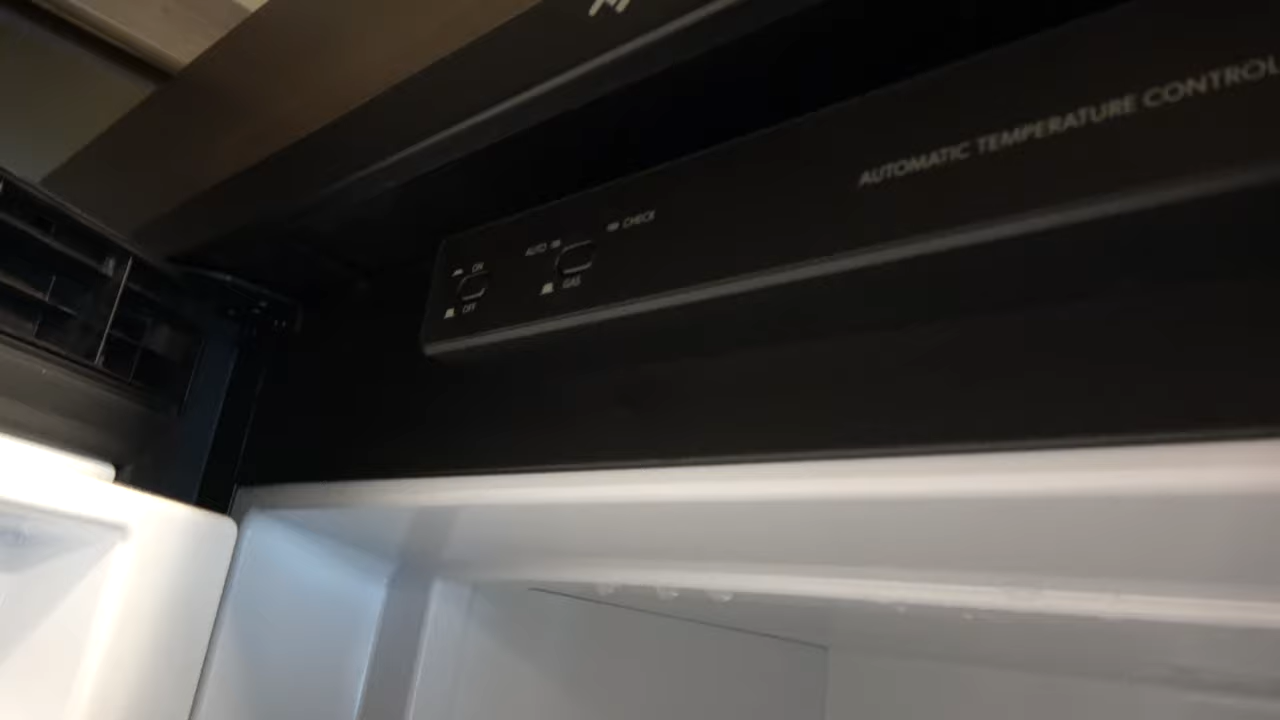 AUTOMATIC TEMPERATURE CONTROL
CHECK
AUTO
ON
GAS
OFF